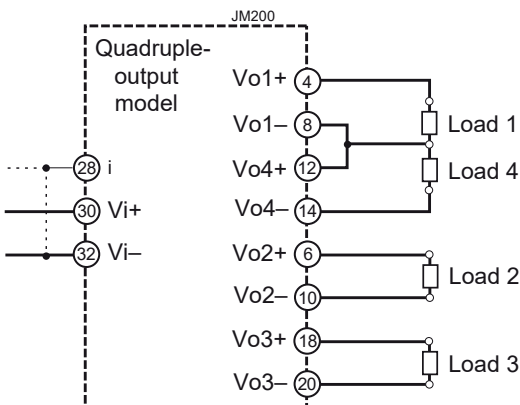 JM200
Quadruple-
output
model
Vo1+ 4
Vo1– 8
Load 1
Vo4+ 12
Load 4
28 i
Vo4– 14
30 Vi+
Vo2+ 6
32 Vi–
Load 2
Vo2– 10
Vo3+ 18
Load 3
Vo3– 20